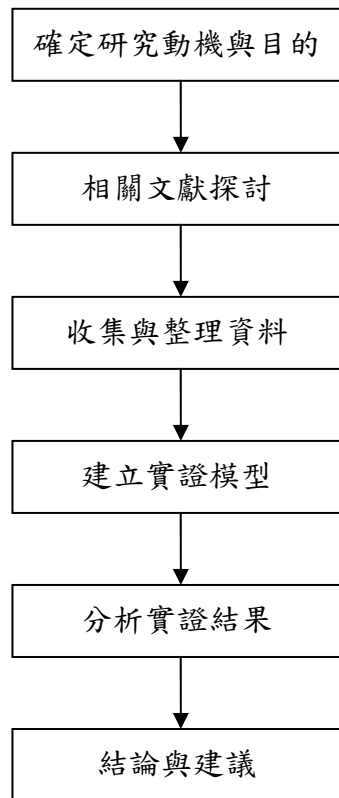 確定研究動機與目的
相關文獻探討
收集與整理資料
建立實證模型
分析實證結果
結論與建議